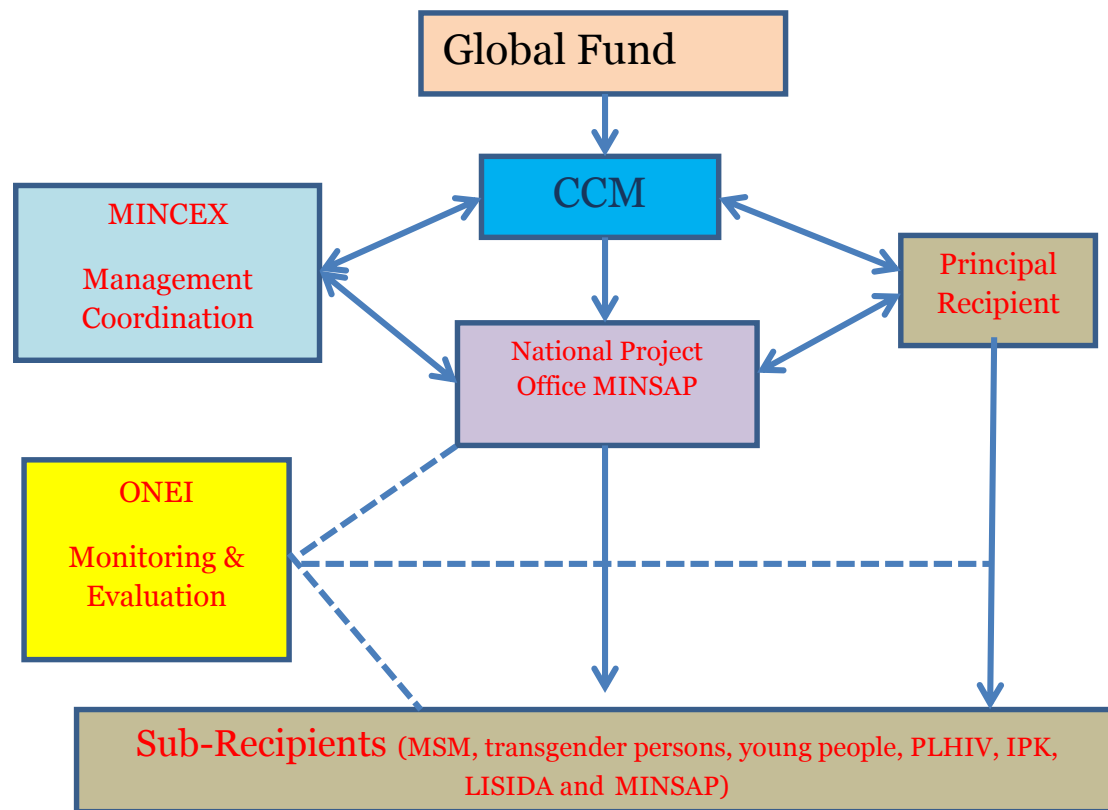 Global Fund
CCM
MINCEX
Management
Coordination
Principal
Recipient
National Project
Office MINSAP
ONEI
Monitoring &
Evaluation
Sub-Recipients (MSM, transgender persons, young people, PLHIV, IPK,
LISIDA and MINSAP)